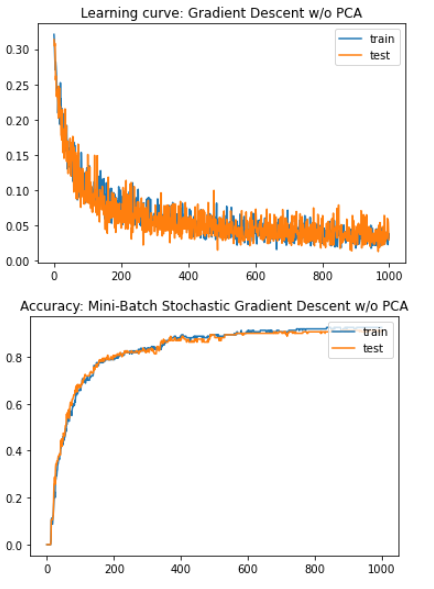 Learning curve: Gradient Descent w/o PCA
train
test
0.30
0.25
0.20
0.15
0.10
0.05
0.00
0 200 400 600 800 1000
Accuracy: Mini-Batch Stochastic Gradient Descent w/o PCA
train
test
0.8
0.6
0.4
0.2
0.0
0 200 400 600 800 1000